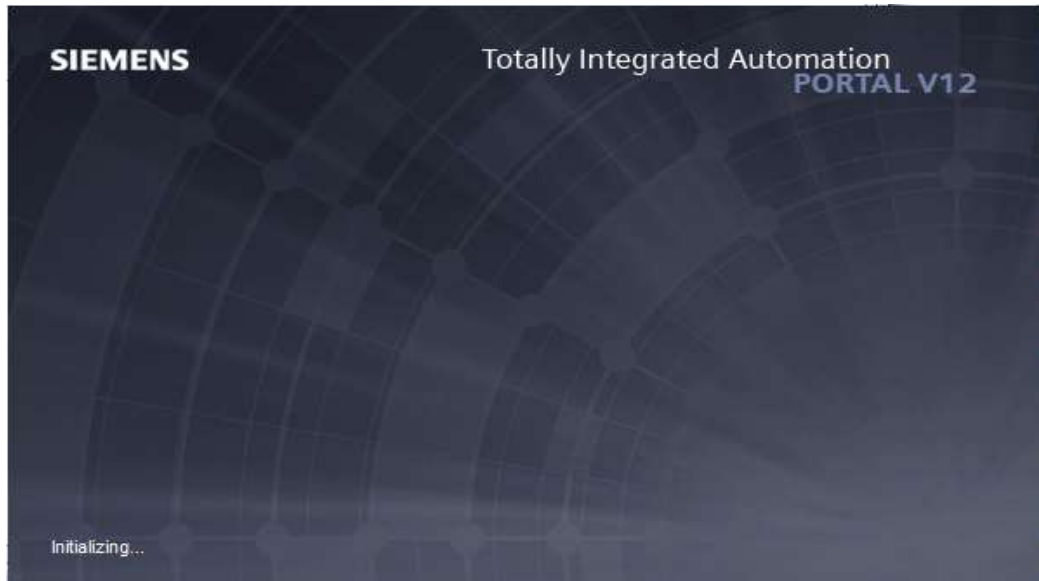 SIEMENS
Totally Integrated Automation
PORTAL V12
Initializing...